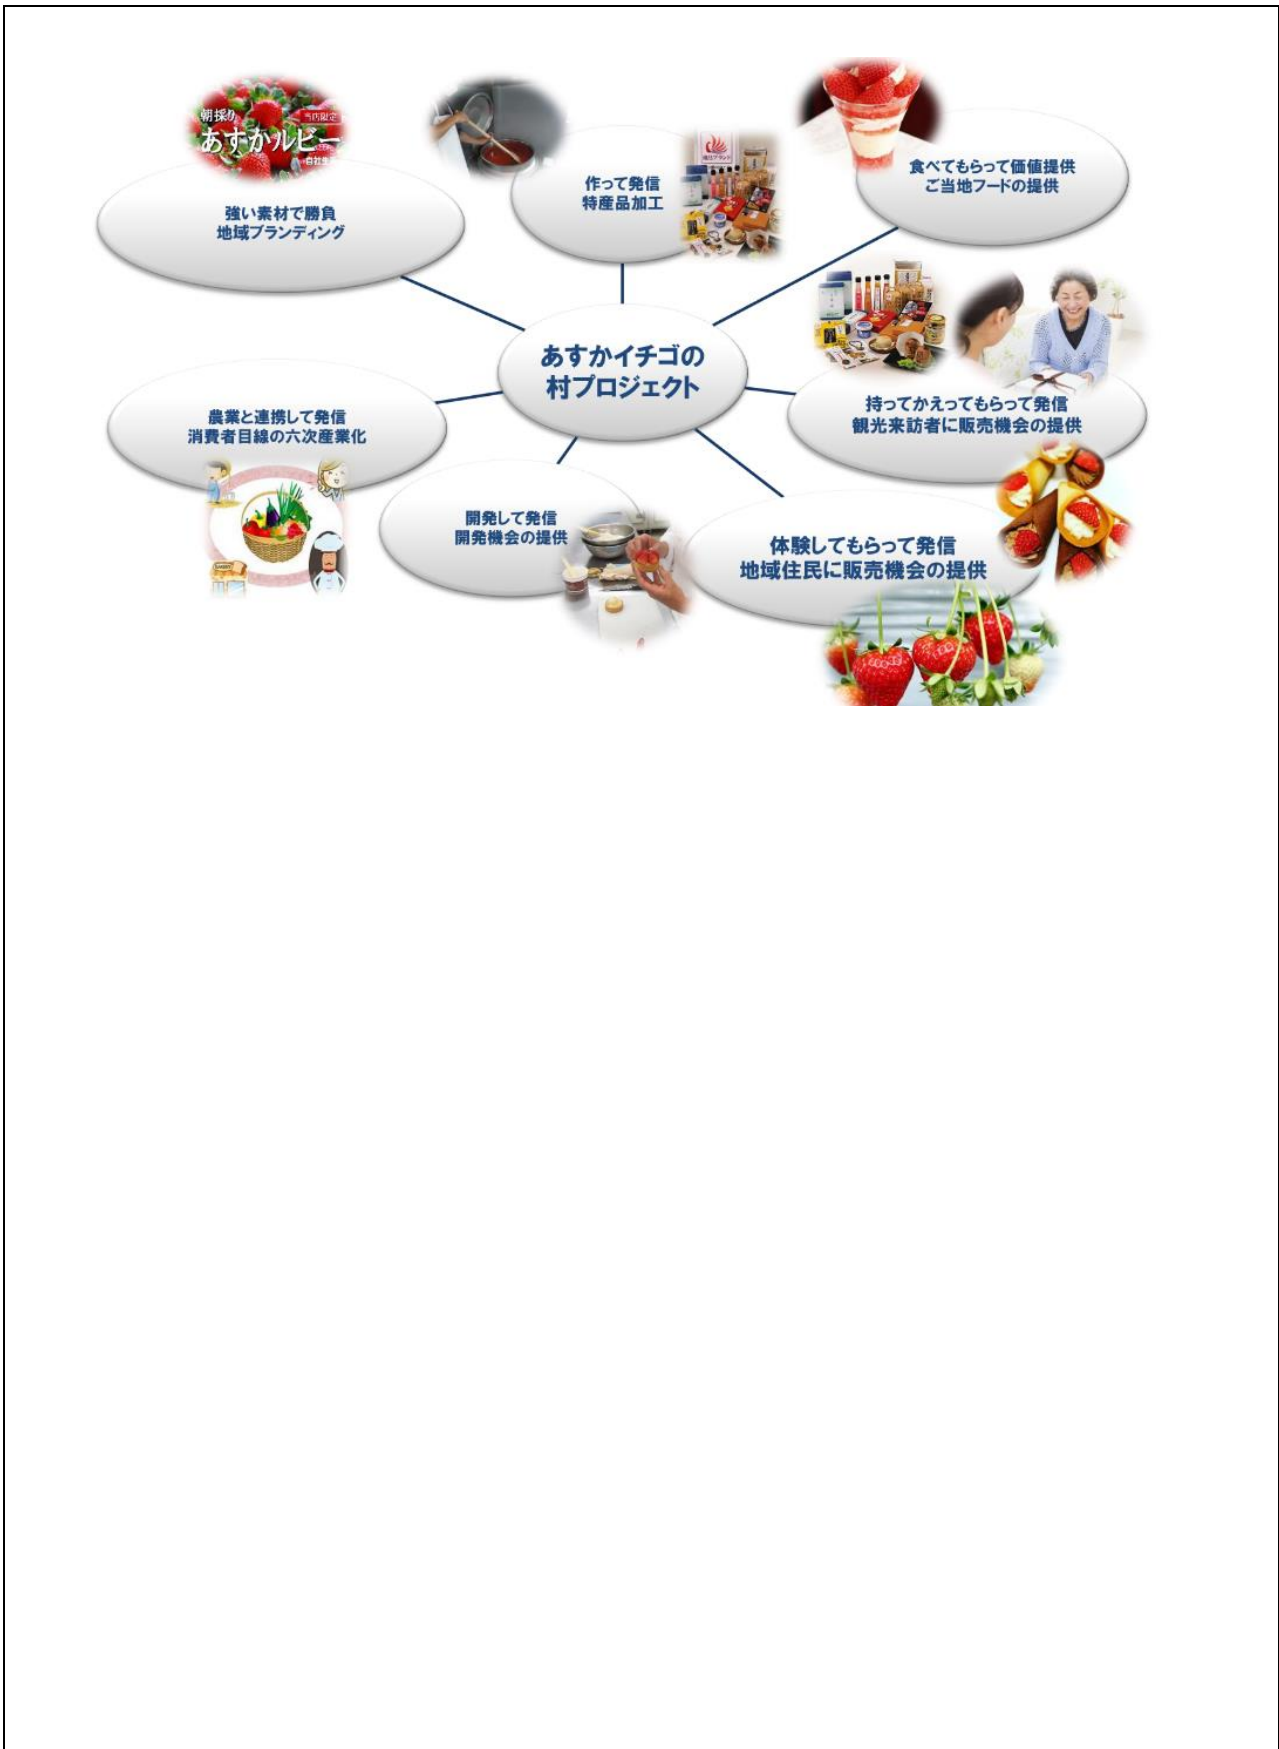 朝採り
当店限定
あすかルビー
強い素材で勝負
地域ブランディング
作って発信
特産品加工
食べてもらって価値提供
ご当地フードの提供
あすかイチゴの
村プロジェクト
持ってかえってもらって発信
観光来訪者に販売機会の提供
農業と連携して発信
消費者目線の六次産業化
開発して発信
開発機会の提供
体験してもらって発信
地域住民に販売機会の提供